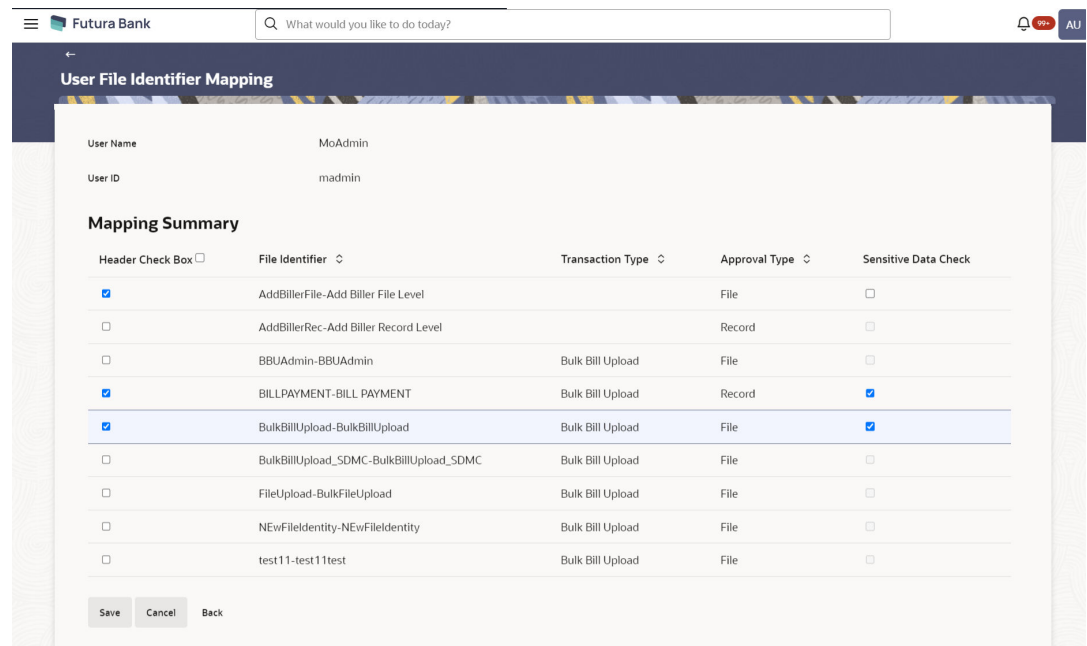 Futura Bank What would you like to do today? 99+ AU
User File Identifier Mapping
User Name MoAdmin
User ID madmin
Mapping Summary
Header Check Box File Identifier Transaction Type Approval Type Sensitive Data Check
AddBillerFile-Add Biller File Level File
AddBillerRec-Add Biller Record Level Record
BBUAdmin-BBUAdmin Bulk Bill Upload File
BILLPAYMENT-BILL PAYMENT Bulk Bill Upload Record
BulkBillUpload-BulkBillUpload Bulk Bill Upload File
BulkBillUpload_SDMC-BulkBillUpload_SDMC Bulk Bill Upload File
FileUpload-BulkFileUpload Bulk Bill Upload File
NEwFileIdentity-NEwFileIdentity Bulk Bill Upload File
test11-test11test Bulk Bill Upload File
Save Cancel Back